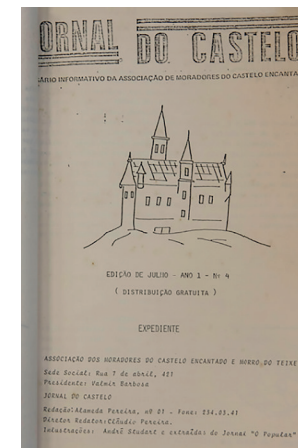 JORNAL DO CASTELO
ÁRIO INFORMATIVO DA ASSOCIAÇÃO DE MORADORES DO CASTELO ENCANTA
EDIÇÃO DE JULHO - ANO 1 - Nº 4
( DISTRIBUIÇÃO GRATUITA )
EXPEDIENTE
ASSOCIAÇÃO DOS MORADORES DO CASTELO ENCANTADO E MORRO DO TEIXE
Sede Social: Rua 7 de abril, 417
Presidente: Valmir Barbosa
JORNAL DO CASTELO
Redação: Alameda Pereira, nº 07 - Fone: 234.03.41
Diretor Redator: Cláudio Pereira.
Ilustrações: André Student e extraídas do Jornal "O Popular"